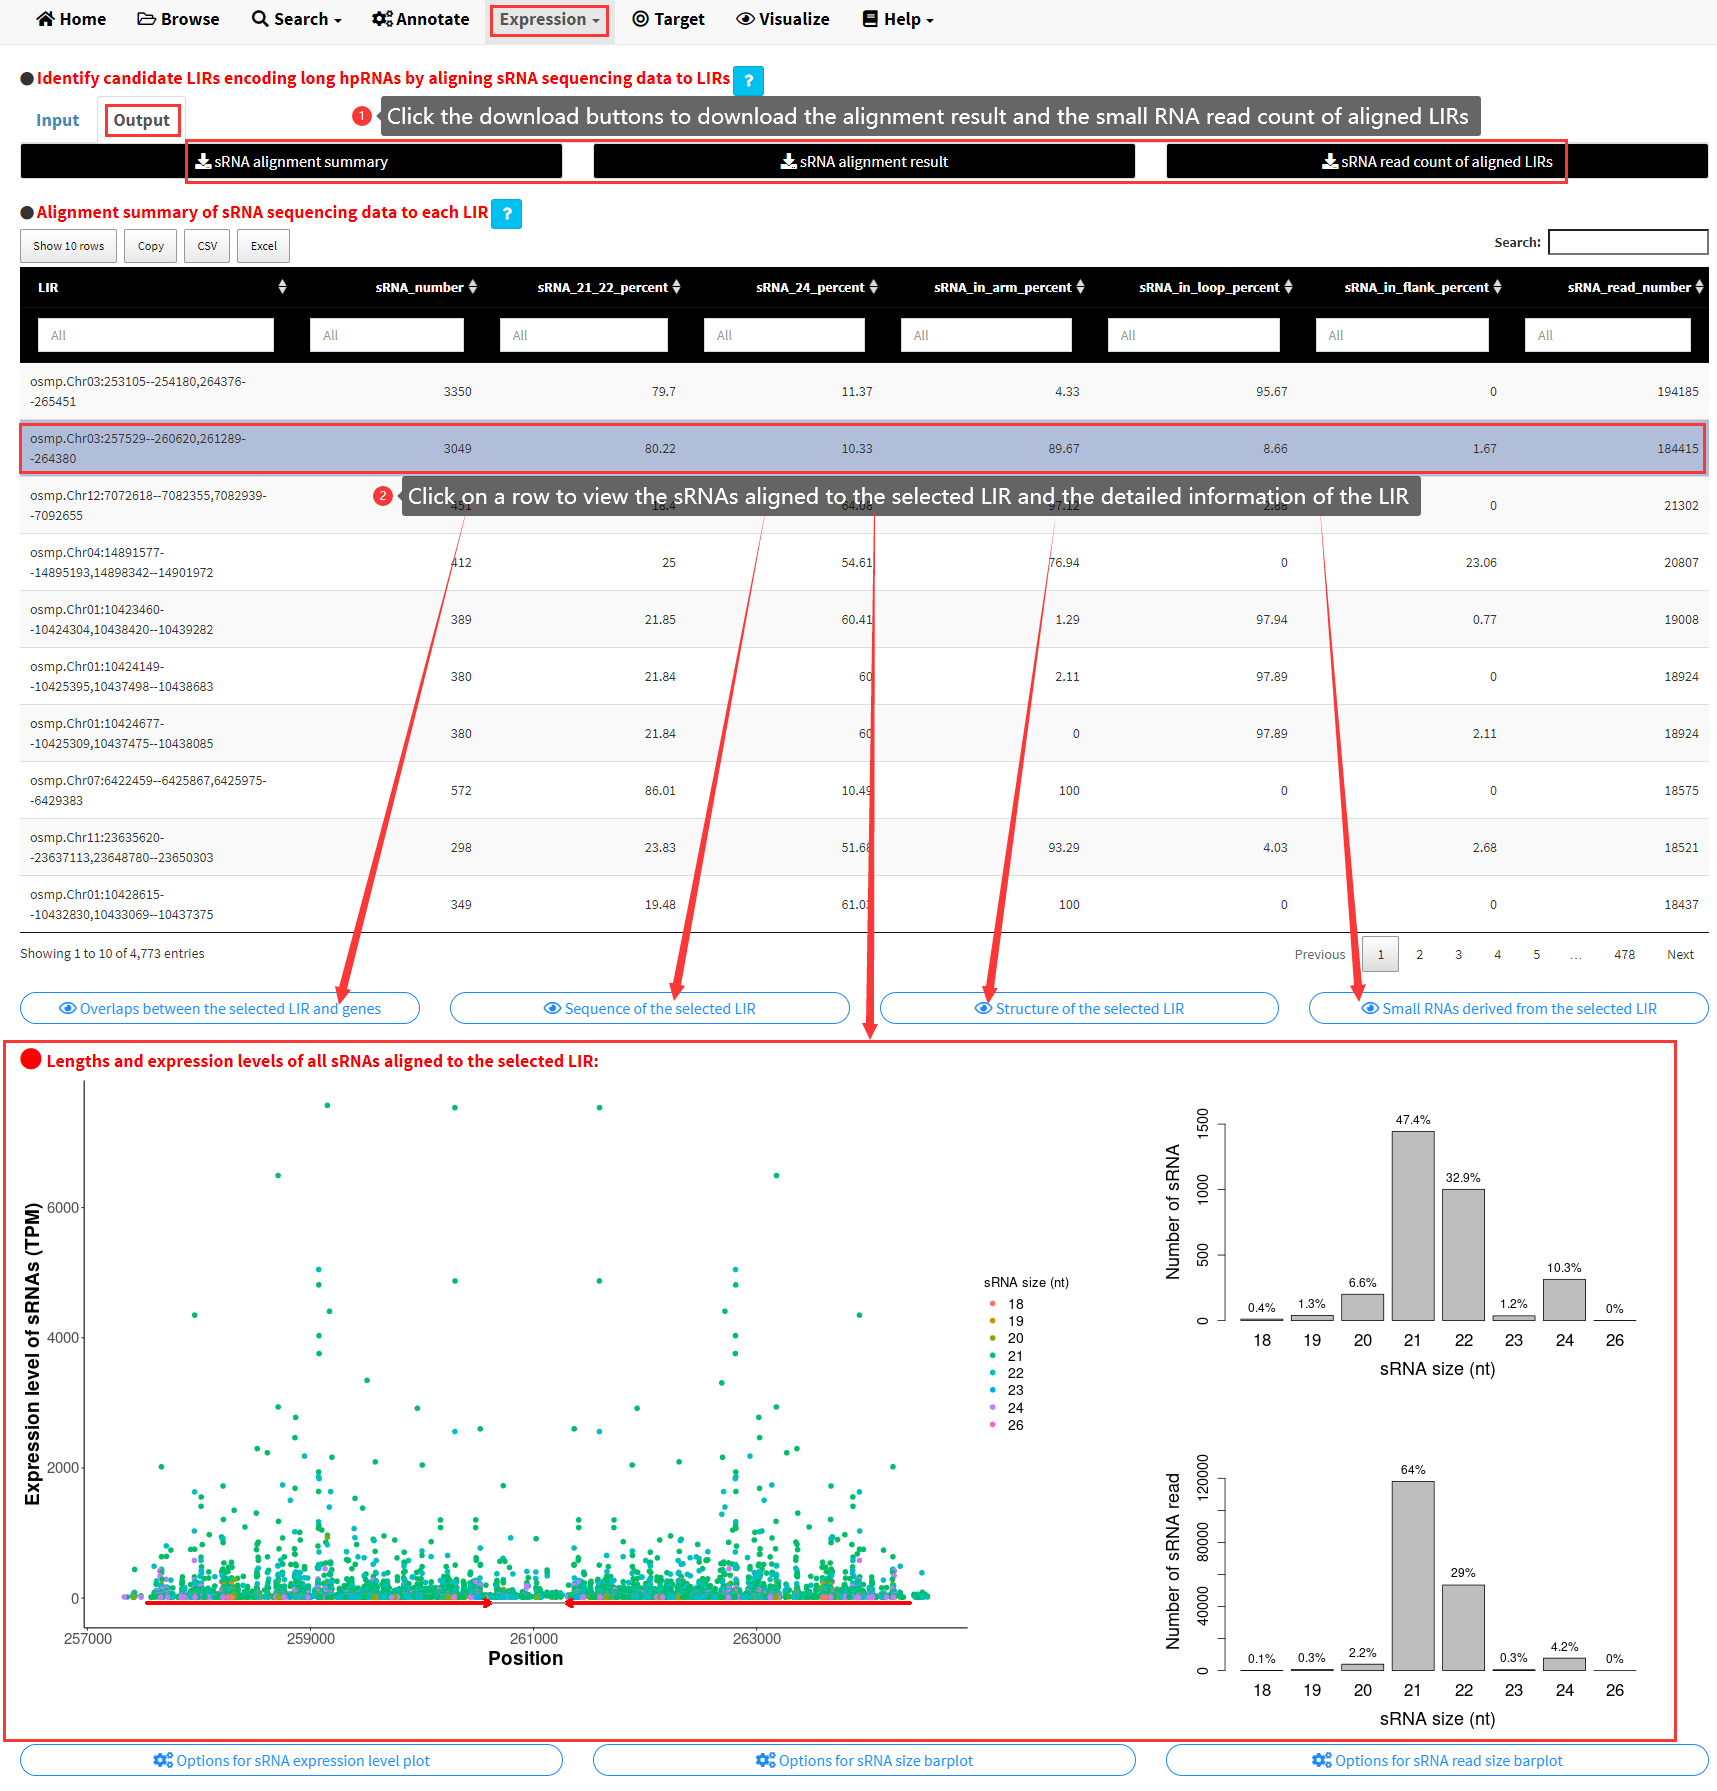 Home Browse Search Annotate Expression Target Visualize Help
Identify candidate LIRs encoding long hpRNAs by aligning sRNA sequencing data to LIRs ?
Input Output
1 Click the download buttons to download the alignment result and the small RNA read count of aligned LIRs
sRNA alignment summary sRNA alignment result sRNA read count of aligned LIRs
Alignment summary of sRNA sequencing data to each LIR ?
Show 10 rows Copy CSV Excel Search:
LIR sRNA_number sRNA_21_22_percent sRNA_24_percent sRNA_in_arm_percent sRNA_in_loop_percent sRNA_in_flank_percent sRNA_read_number
All All All All All All All All
osmp.Chr03:253105--254180,264376-
-265451 3350 79.7 11.37 4.33 95.67 0 194185
osmp.Chr03:257529--260620,261289-
-264380 3049 80.22 10.33 89.67 8.66 1.67 184415
osmp.Chr12:7072618--7082355,7082939-
-7092655 451 18.4 64.08 97.12 2.88 0 21302
2 Click on a row to view the sRNAs aligned to the selected LIR and the detailed information of the LIR
osmp.Chr04:14891577-
-14895193,14898342--14901972 412 25 54.61 76.94 0 23.06 20807
osmp.Chr01:10423460-
-10424304,10438420--10439282 389 21.85 60.41 1.29 97.94 0.77 19008
osmp.Chr01:10424149-
-10425395,10437498--10438683 380 21.84 60 2.11 97.89 0 18924
osmp.Chr01:10424677-
-10425309,10437475--10438085 380 21.84 60 0 97.89 2.11 18924
osmp.Chr07:6422459--6425867,6425975-
-6429383 572 86.01 10.49 100 0 0 18575
osmp.Chr11:23635620-
-23637113,23648780--23650303 298 23.83 51.68 93.29 4.03 2.68 18521
osmp.Chr01:10428615-
-10432830,10433069--10437375 349 19.48 100 0 0 18437
Showing 1 to 10 of 4,773 entries Previous 1 2 3 4 5 ... 478 Next
Overlaps between the selected LIR and genes Sequence of the selected LIR Structure of the selected LIR Small RNAs derived from the selected LIR
Lengths and expression levels of all sRNAs aligned to the selected LIR:
Expression level of sRNAs (TPM)
6000
4000
2000
0
257000 259000 261000 263000
Position
sRNA size (nt)
18
19
20
21
22
23
24
26
Number of sRNA
0 500 1000 1500
0.4% 1.3% 6.6% 47.4% 32.9% 1.2% 10.3% 0%
18 19 20 21 22 23 24 26
sRNA size (nt)
Number of sRNA read
0 40000 80000 120000
0.1% 0.3% 2.2% 64% 29% 0.3% 4.2% 0%
18 19 20 21 22 23 24 26
sRNA size (nt)
Options for sRNA expression level plot Options for sRNA size barplot Options for sRNA read size barplot